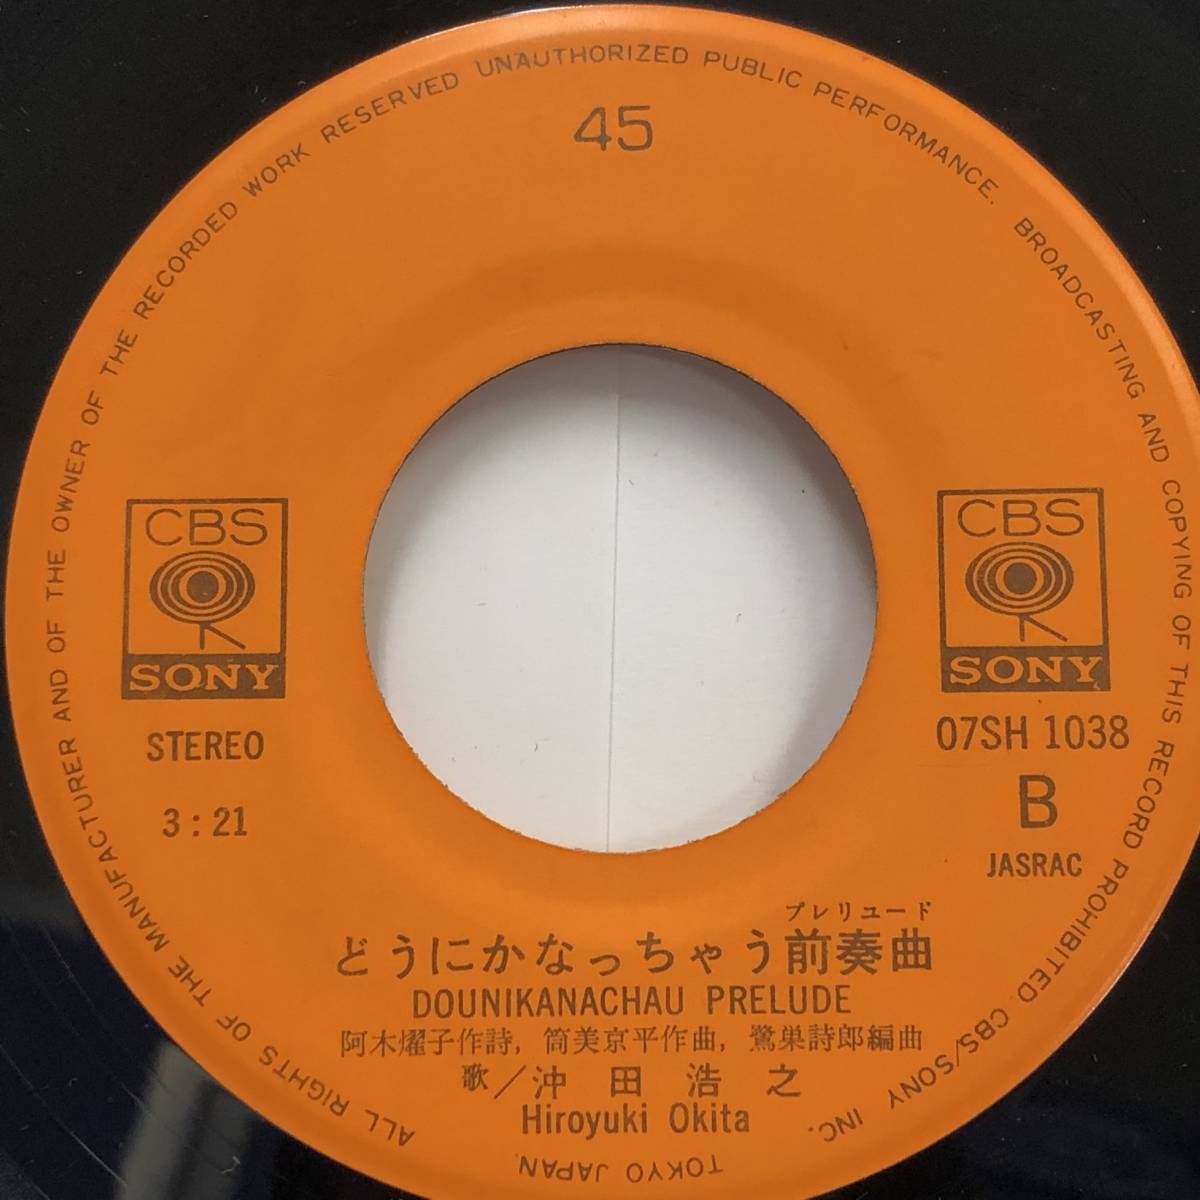 ALL RIGHTS OF THE MANUFACTURER AND OF THE OWNER OF THE RECORDED WORK RESERVED UNAUTHORIZED PUBLIC PERFORMANCE. BROADCASTING AND COPYING OF THIS RECORD PROHIBITED CBS/SONY INC. TOKYO JAPAN.
45
CBS
SONY
STEREO
3:21
CBS
SONY
07SH 1038
B
JASRAC
プレリュード
どうにかなっちゃう前奏曲
DOUNIKANACHAU PRELUDE
阿木燿子作詩, 筒美京平作曲, 鷺巣詩郎編曲
歌/沖田浩之
Hiroyuki Okita